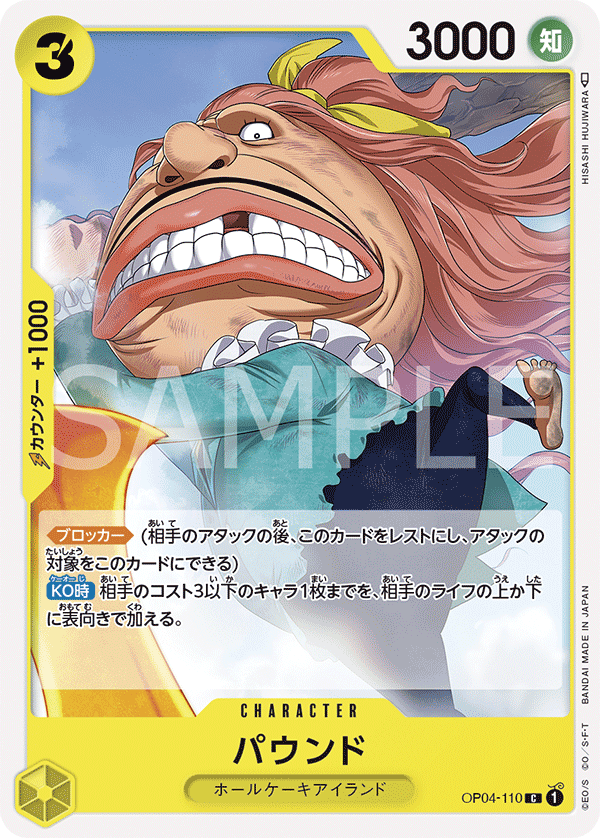 3
3000 知
HISASHI HUJIWARA
カウンター +1000
SAMPLE
ブロッカー (相手のアタックの後、このカードをレストにし、アタックの
対象をこのカードにできる)
KO時 相手のコスト3以下のキャラ1枚までを、相手のライフの上か下
に表向きで加える。
CHARACTER
パウンド
ホールケーキアイランド
OP04-110 C 1
©EO/S ©O/S・F・T BANDAI MADE IN JAPAN